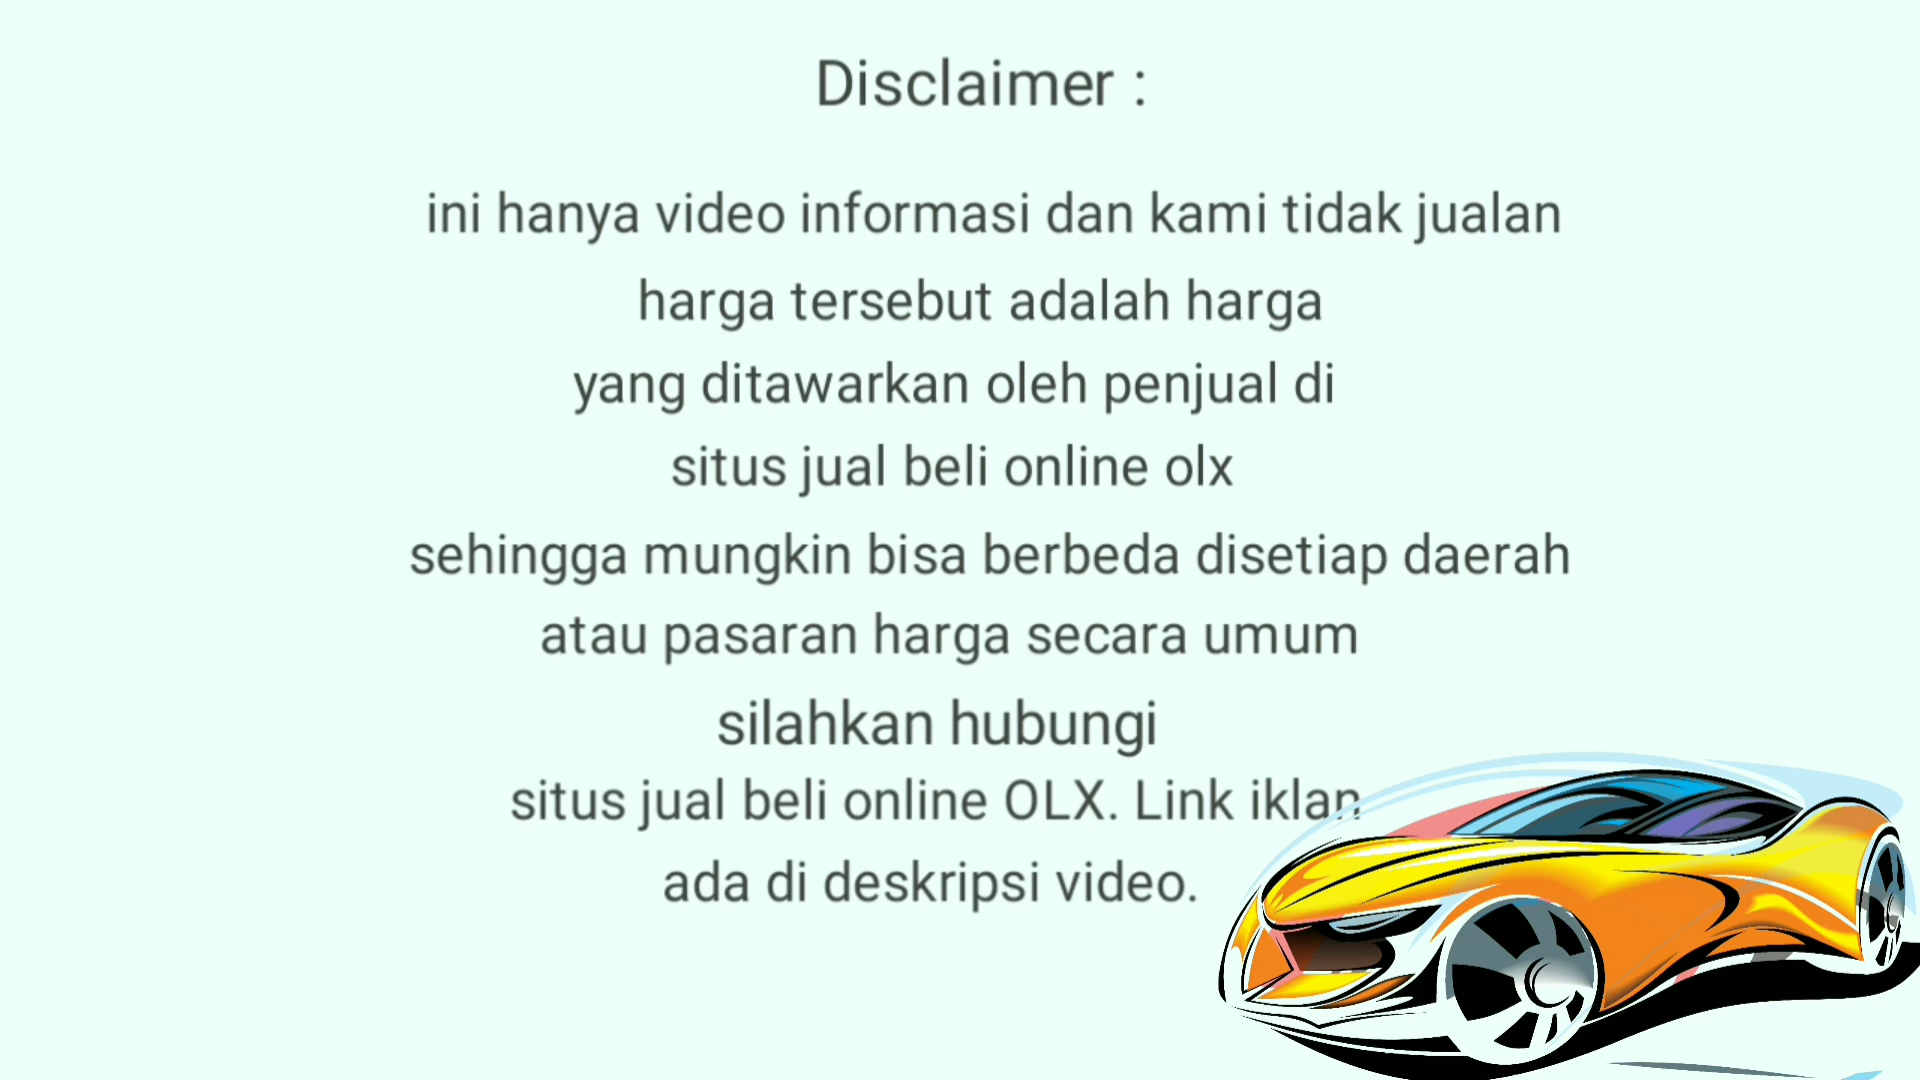 Disclaimer :
ini hanya video informasi dan kami tidak jualan
harga tersebut adalah harga
yang ditawarkan oleh penjual di
situs jual beli online olx
sehingga mungkin bisa berbeda disetiap daerah
atau pasaran harga secara umum
silahkan hubungi
situs jual beli online OLX. Link iklan
ada di deskripsi video.